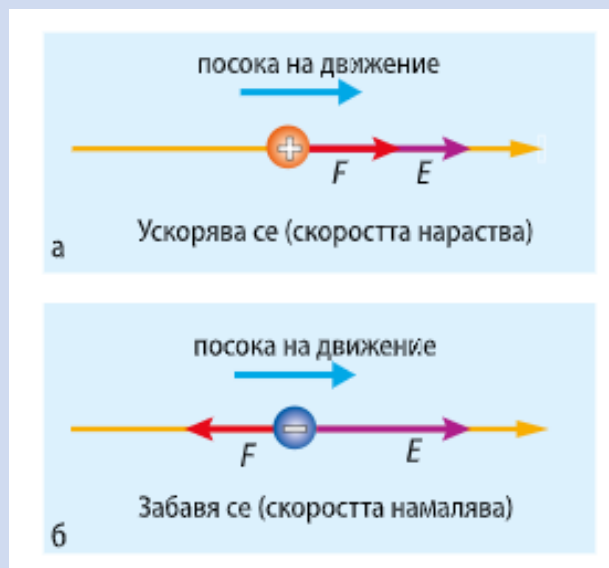 посока на движение
+
F E
Ускорява се (скоростта нараства)
а
посока на движение
−
F E
Забавя се (скоростта намалява)
б